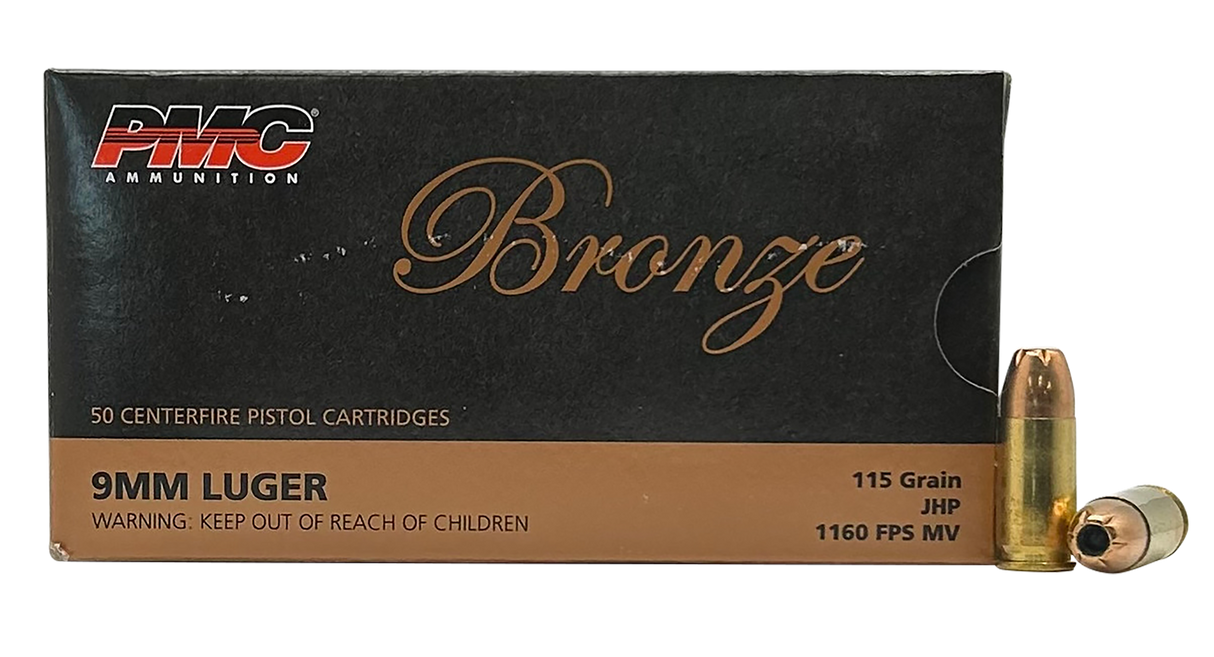 PMC®
AMMUNITION
Bronze
50 CENTERFIRE PISTOL CARTRIDGES
9MM LUGER
WARNING: KEEP OUT OF REACH OF CHILDREN
115 Grain
JHP
1160 FPS MV